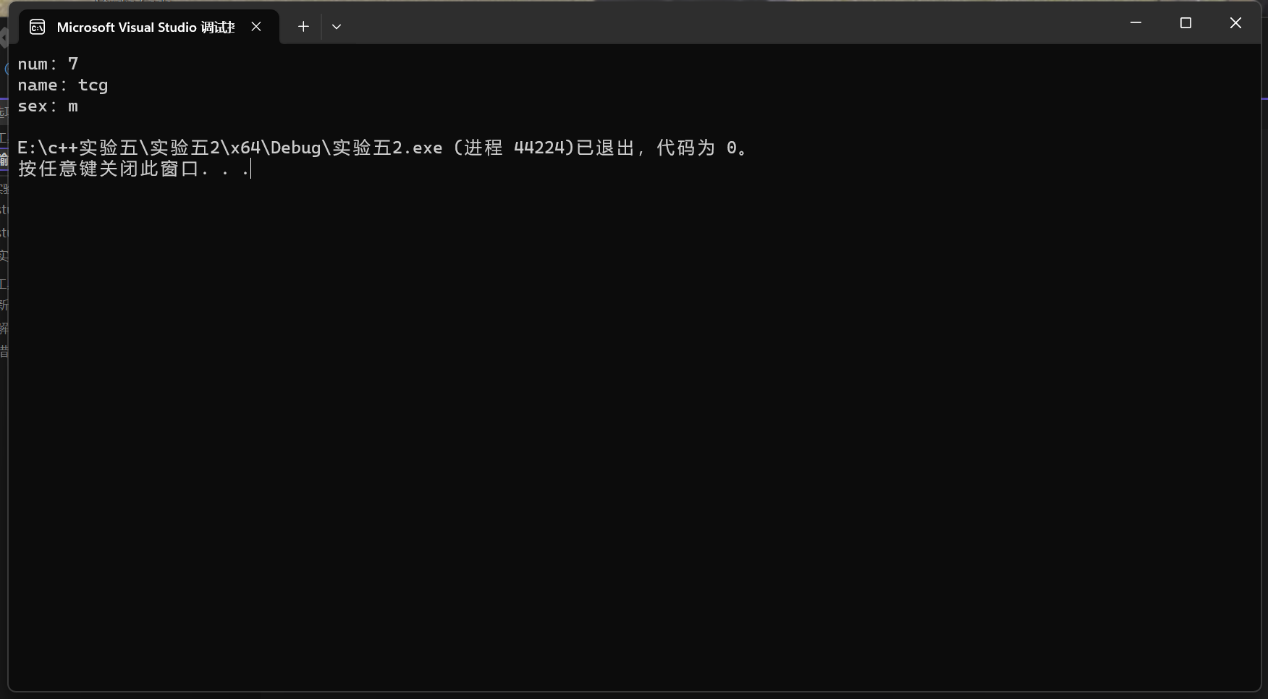 Microsoft Visual Studio 调试
num: 7
name: tcg
sex: m
E:\c++实验五\实验五2\x64\Debug\实验五2.exe (进程 44224)已退出，代码为 0。
按任意键关闭此窗口. . .